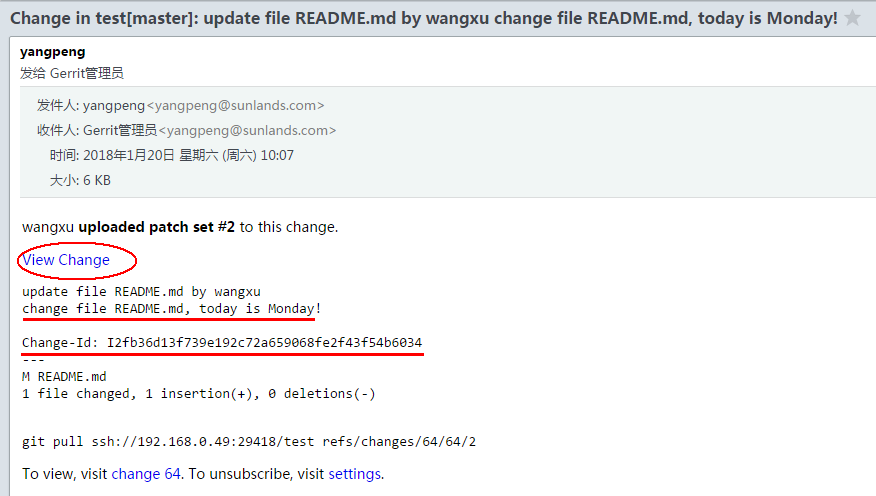 Change in test[master]: update file README.md by wangxu change file README.md, today is Monday!
yangpeng
发给 Gerrit管理员
发件人: yangpeng<yangpeng@sunlands.com>
收件人: Gerrit管理员<yangpeng@sunlands.com>
时间: 2018年1月20日 星期六 (周六) 10:07
大小: 6 KB
wangxu uploaded patch set #2 to this change.
View Change
update file README.md by wangxu
change file README.md, today is Monday!
Change-Id: I2fb36d13f739e192c72a659068fe2f43f54b6034
---
M README.md
1 file changed, 1 insertion(+), 0 deletions(-)
git pull ssh://192.168.0.49:29418/test refs/changes/64/64/2
To view, visit change 64. To unsubscribe, visit settings.